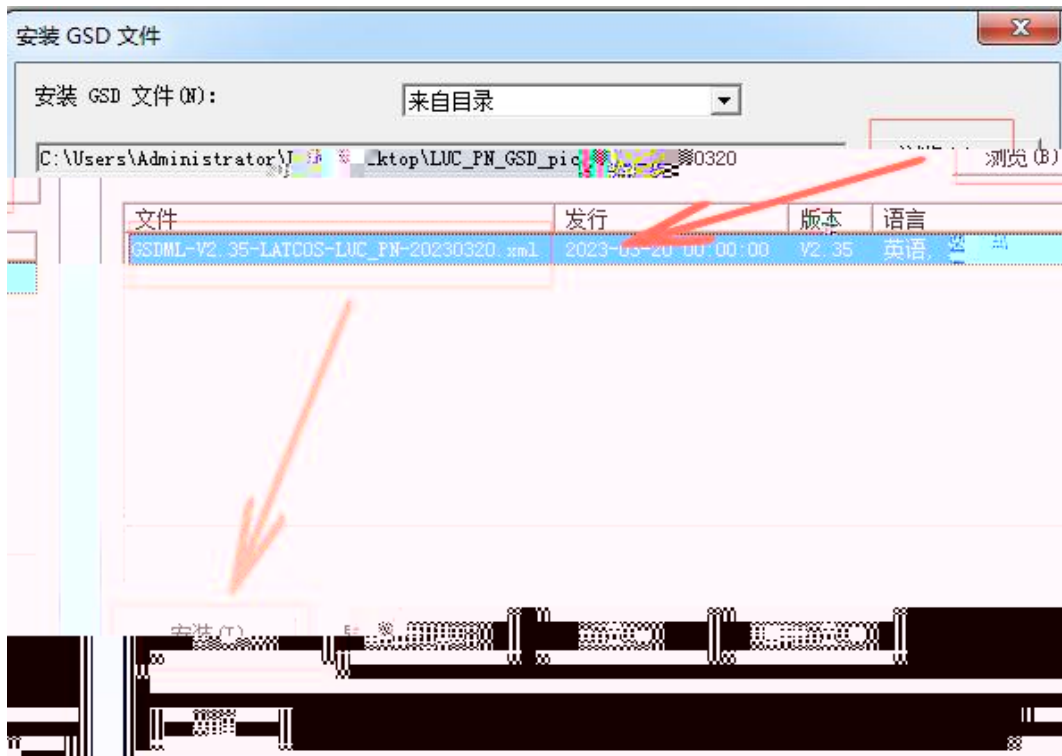 安装 GSD 文件
安装 GSD 文件(N):
来自目录
C:\Users\Administrator\ ktop\LUC_PN_GSD_pic 0320
浏览(B)
文件 发行 版本 语言
GSDML-V2.35-LATCOS-LUC_PN-20230320.xml 2023-03-20 00:00:00 V2.35 英语,
安装(I)